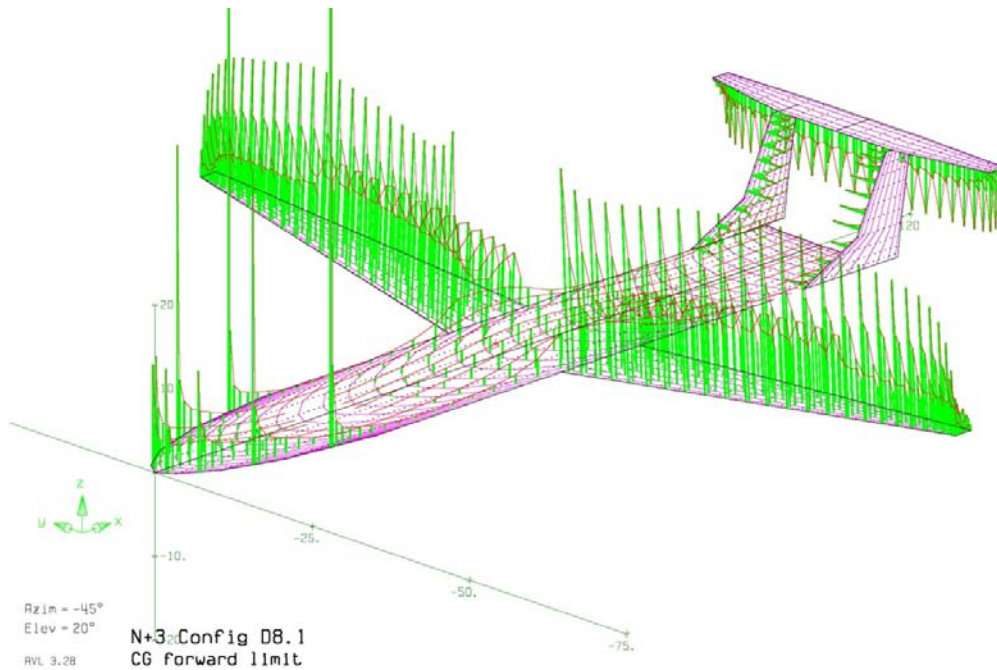 120
20
10.
z
y
x
-25.
-10.
-50.
Azim = -45°
Elev = 20°
-20
N+3 Config D8.1
-75.
AVL 3.28
CG forward limit